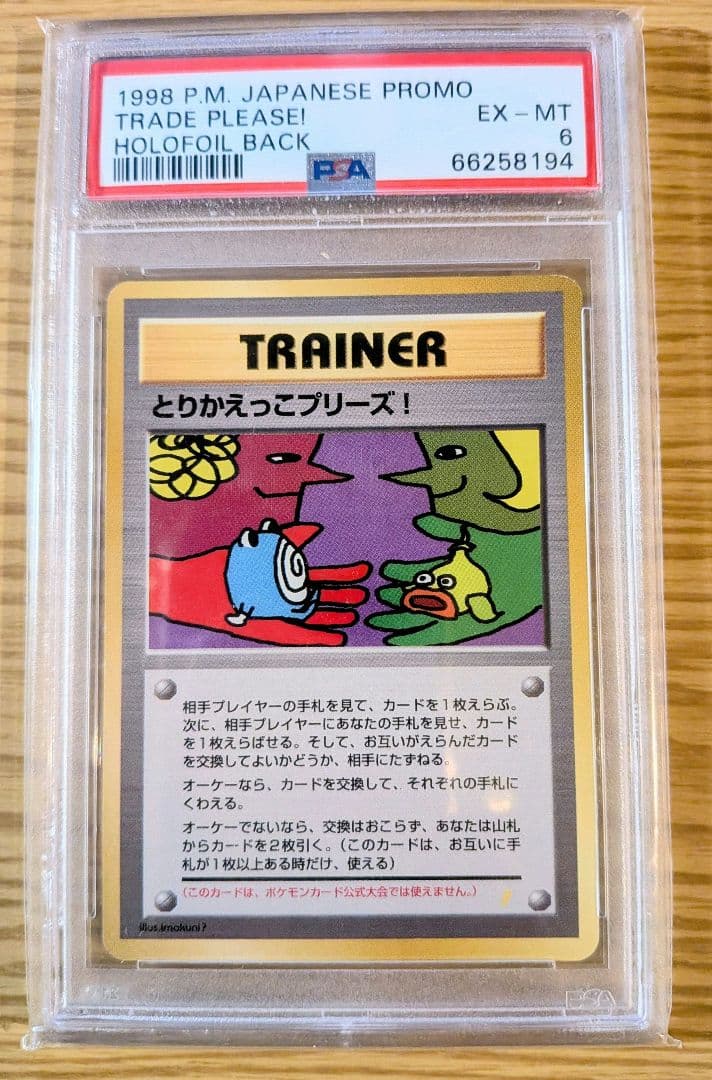 1998 P.M. JAPANESE PROMO
TRADE PLEASE! EX - MT
HOLOFOIL BACK 6
PSA 66258194
TRAINER
とりかえっこプリーズ！
相手プレイヤーの手札を見て、カードを1枚えらぶ。
次に、相手プレイヤーにあなたの手札を見せ、カード
を1枚えらばせる。そして、お互いがえらんだカード
を交換してよいかどうか、相手にたずねる。
オーケーなら、カードを交換して、それぞれの手札に
くわえる。
オーケーでないなら、交換はおこらず、あなたは山札
からカードを2枚引く。（このカードは、お互いに手
札が1枚以上ある時だけ、使える）
（このカードは、ポケモンカード公式大会では使えません。）
illus.imakuni?
PSA